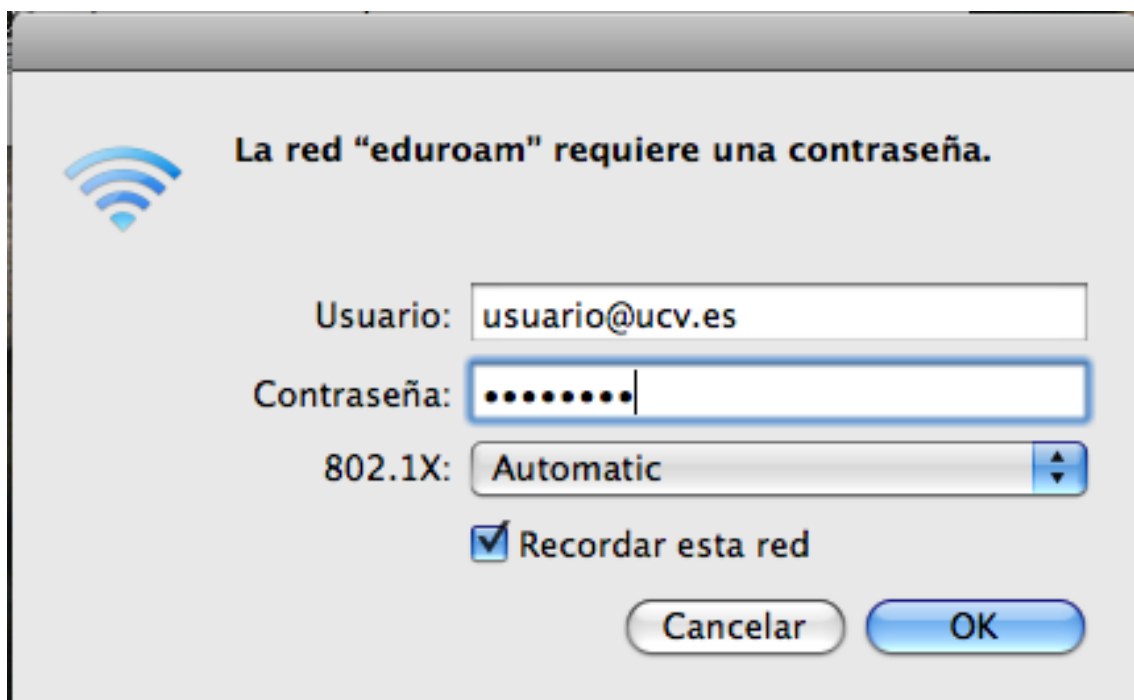 La red “eduroam” requiere una contraseña.
Usuario: usuario@ucv.es
Contraseña: ••••••••
802.1X: Automatic
Recordar esta red
Cancelar OK